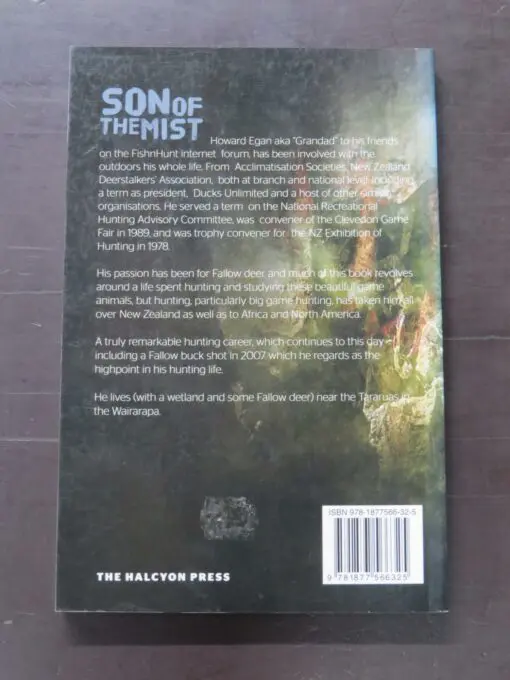 SON OF
THE MIST
Howard Egan aka "Grandad" to his friends
on the FishnHunt internet forum, has been involved with the
outdoors his whole life. From Acclimatisation Societies, New Zealand
Deerstalkers' Association, both at branch and national level including
a term as president, Ducks Unlimited and a host of other similar
organisations. He served a term on the National Recreational
Hunting Advisory Committee, was convener of the Clevedon Game
Fair in 1989, and was trophy convener for the NZ Exhibition of
Hunting in 1978.
His passion has been for Fallow deer and much of this book revolves
around a life spent hunting and studying these beautiful game
animals, but hunting, particularly big game hunting, has taken him all
over New Zealand as well as to Africa and North America.
A truly remarkable hunting career, which continues to this day -
including a Fallow buck shot in 2007 which he regards as the
highpoint in his hunting life.
He lives (with a wetland and some Fallow deer) near the Tararuas in
the Wairarapa.
ISBN 978-1877566-32-5
9 781877 566325
THE HALCYON PRESS